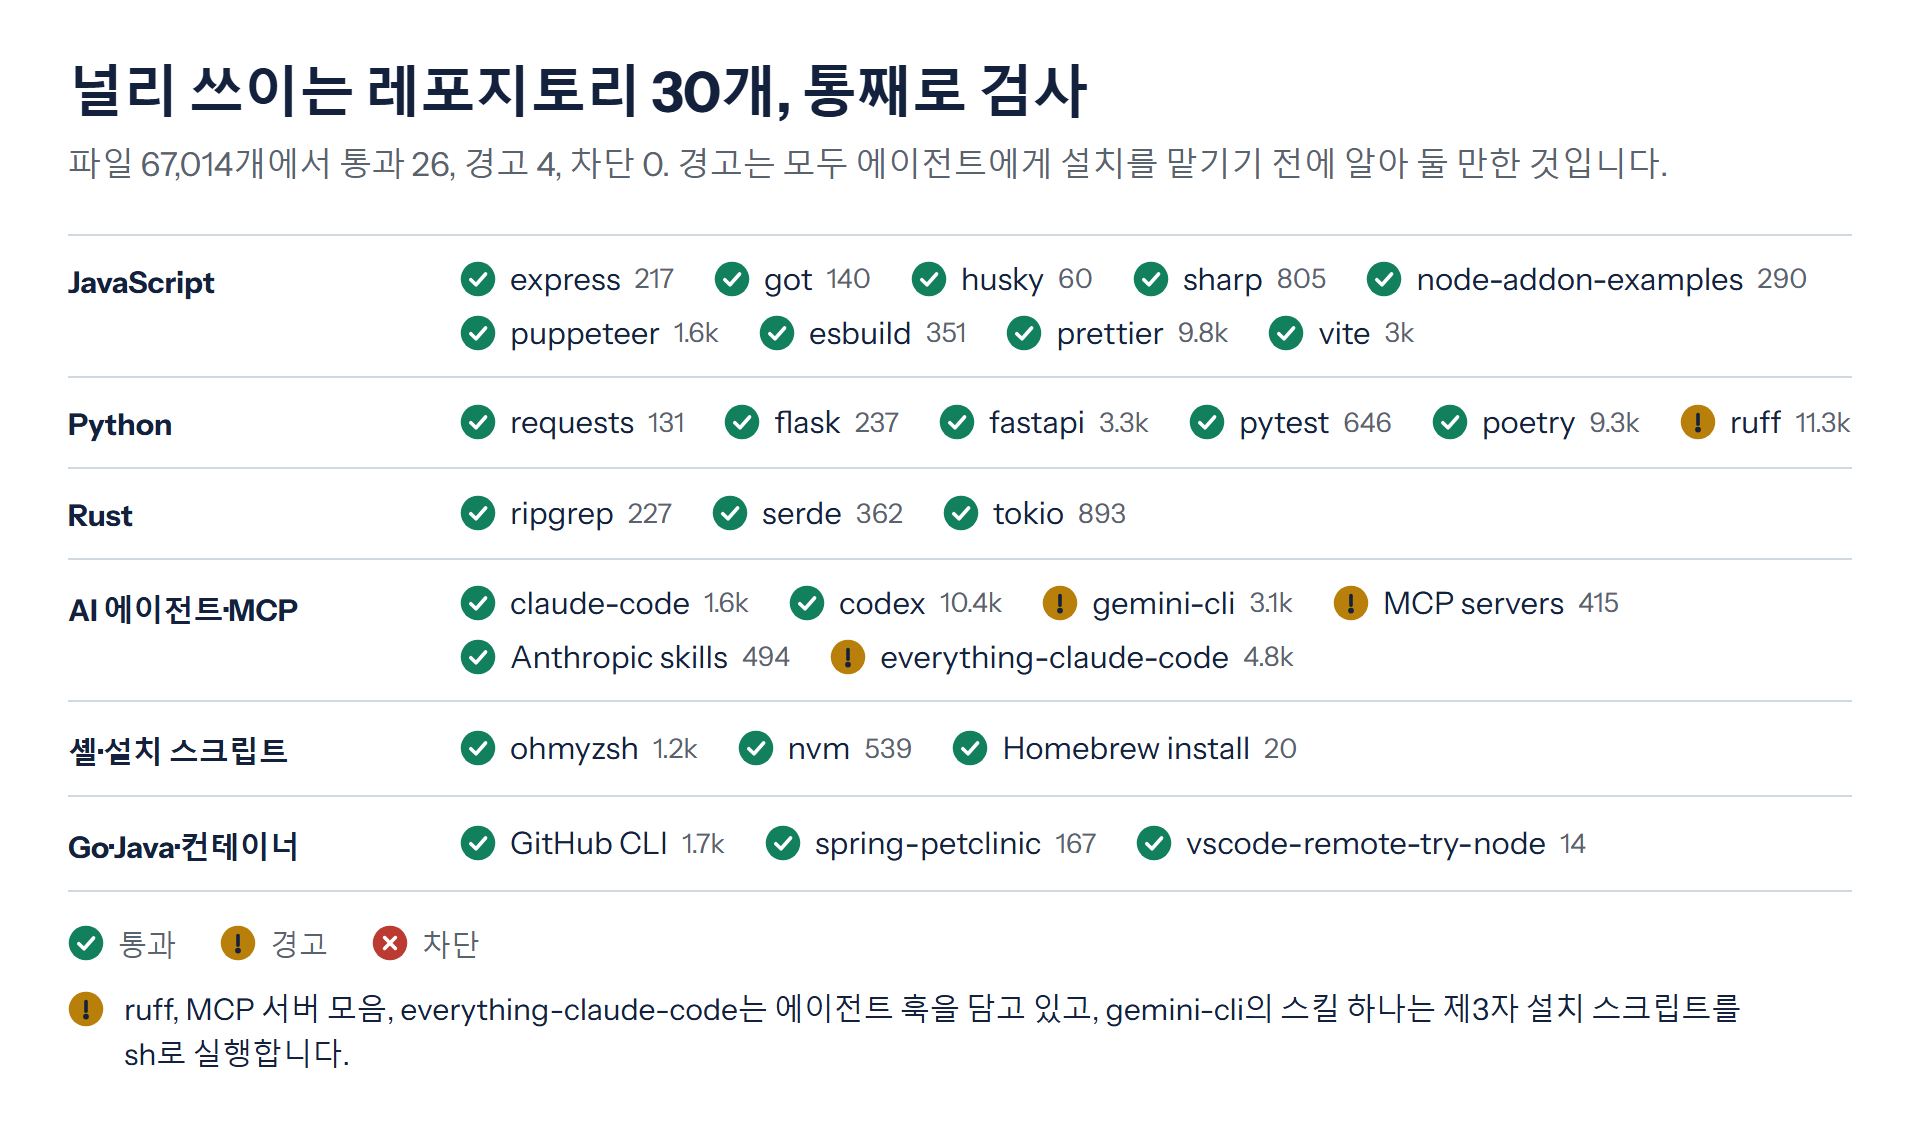 널리 쓰이는 레포지토리 30개, 통째로 검사
파일 67,014개에서 통과 26, 경고 4, 차단 0. 경고는 모두 에이전트에게 설치를 맡기기 전에 알아 둘 만한 것입니다.
JavaScript
express 217 got 140 husky 60 sharp 805 node-addon-examples 290
puppeteer 1.6k esbuild 351 prettier 9.8k vite 3k
Python
requests 131 flask 237 fastapi 3.3k pytest 646 poetry 9.3k ruff 11.3k
Rust
ripgrep 227 serde 362 tokio 893
AI 에이전트·MCP
claude-code 1.6k codex 10.4k gemini-cli 3.1k MCP servers 415
Anthropic skills 494 everything-claude-code 4.8k
셸·설치 스크립트
ohmyzsh 1.2k nvm 539 Homebrew install 20
Go·Java·컨테이너
GitHub CLI 1.7k spring-petclinic 167 vscode-remote-try-node 14
통과 경고 차단
ruff, MCP 서버 모음, everything-claude-code는 에이전트 훅을 담고 있고, gemini-cli의 스킬 하나는 제3자 설치 스크립트를
sh로 실행합니다.